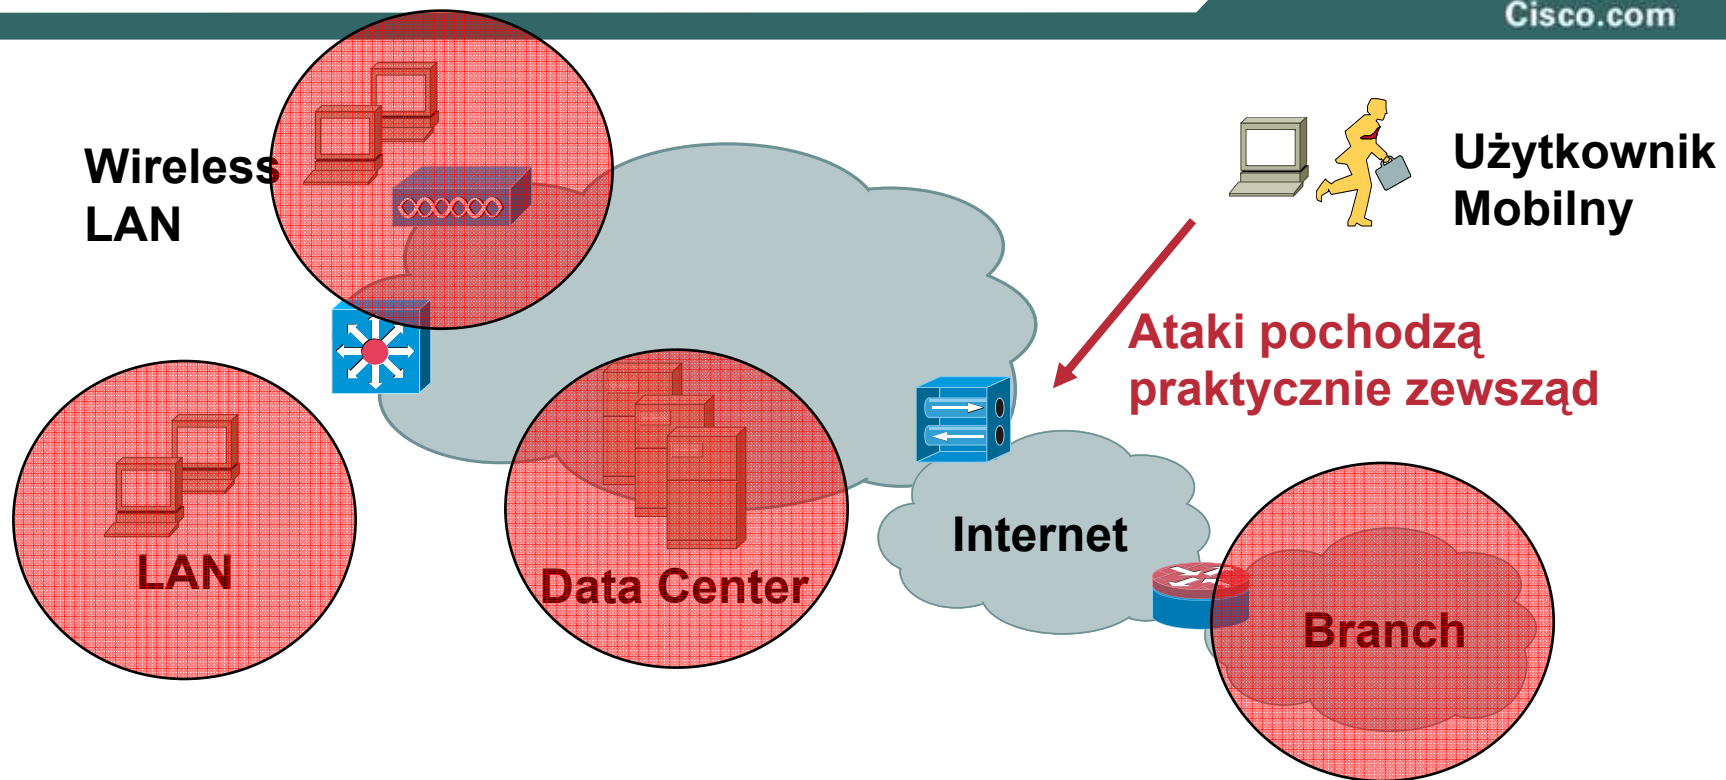 Cisco.com
Wireless
LAN
Użytkownik
Mobilny
Ataki pochodzą
praktycznie zewsząd
Internet
LAN
Data Center
Branch